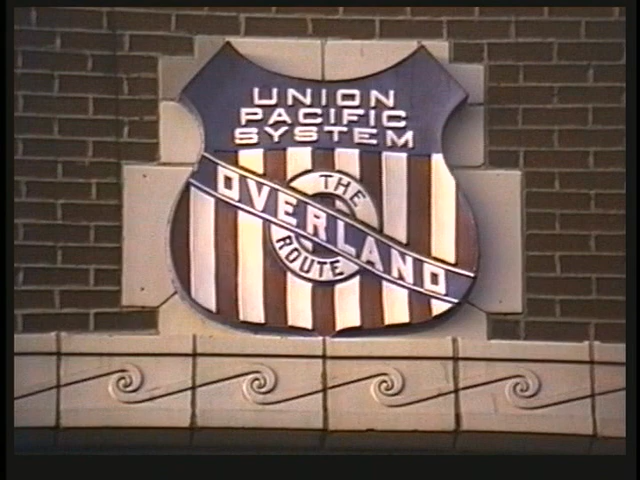 UNION
PACIFIC
SYSTEM
THE
OVERLAND
ROUTE